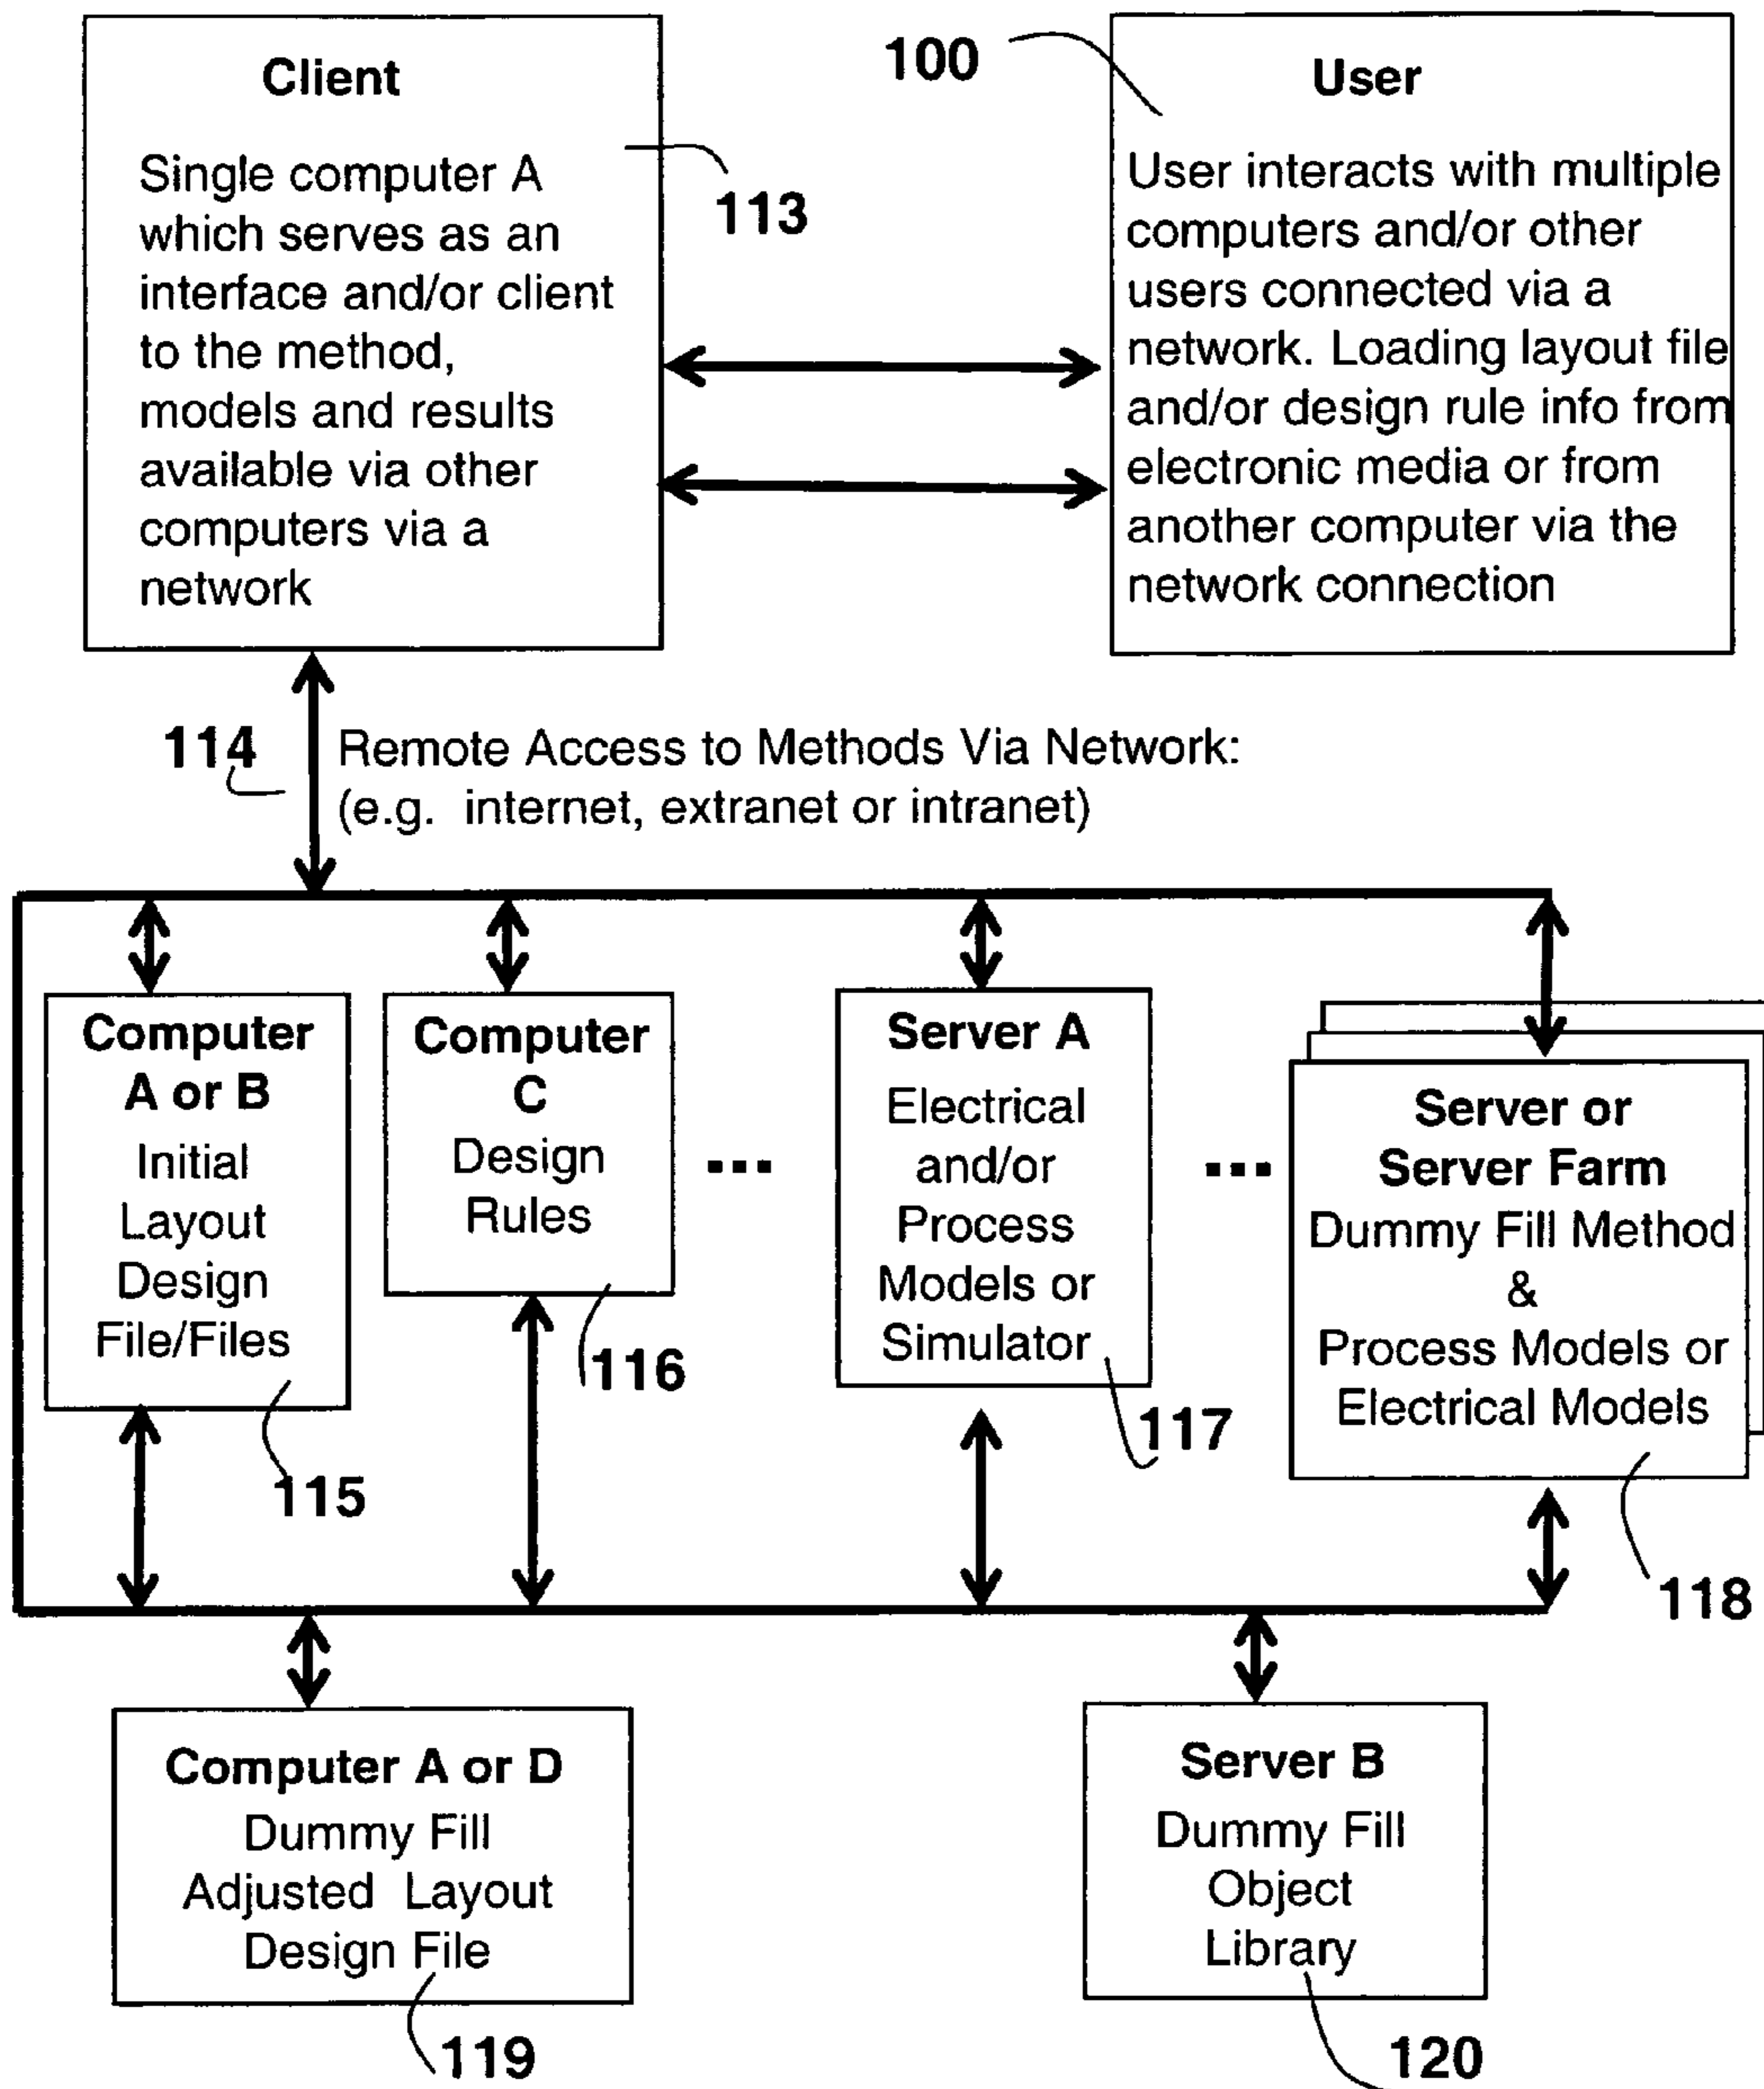 Client
Single computer A
which serves as an
interface and/or client
to the method,
models and results
available via other
computers via a
network
113
100
User
User interacts with multiple
computers and/or other
users connected via a
network. Loading layout file
and/or design rule info from
electronic media or from
another computer via the
network connection
114
Remote Access to Methods Via Network:
(e.g. internet, extranet or intranet)
Computer
A or B
Initial
Layout
Design
File/Files
115
Computer
C
Design
Rules
116
...
Server A
Electrical
and/or
Process
Models or
Simulator
117
...
Server or
Server Farm
Dummy Fill Method
&
Process Models or
Electrical Models
118
Computer A or D
Dummy Fill
Adjusted Layout
Design File
119
Server B
Dummy Fill
Object
Library
120